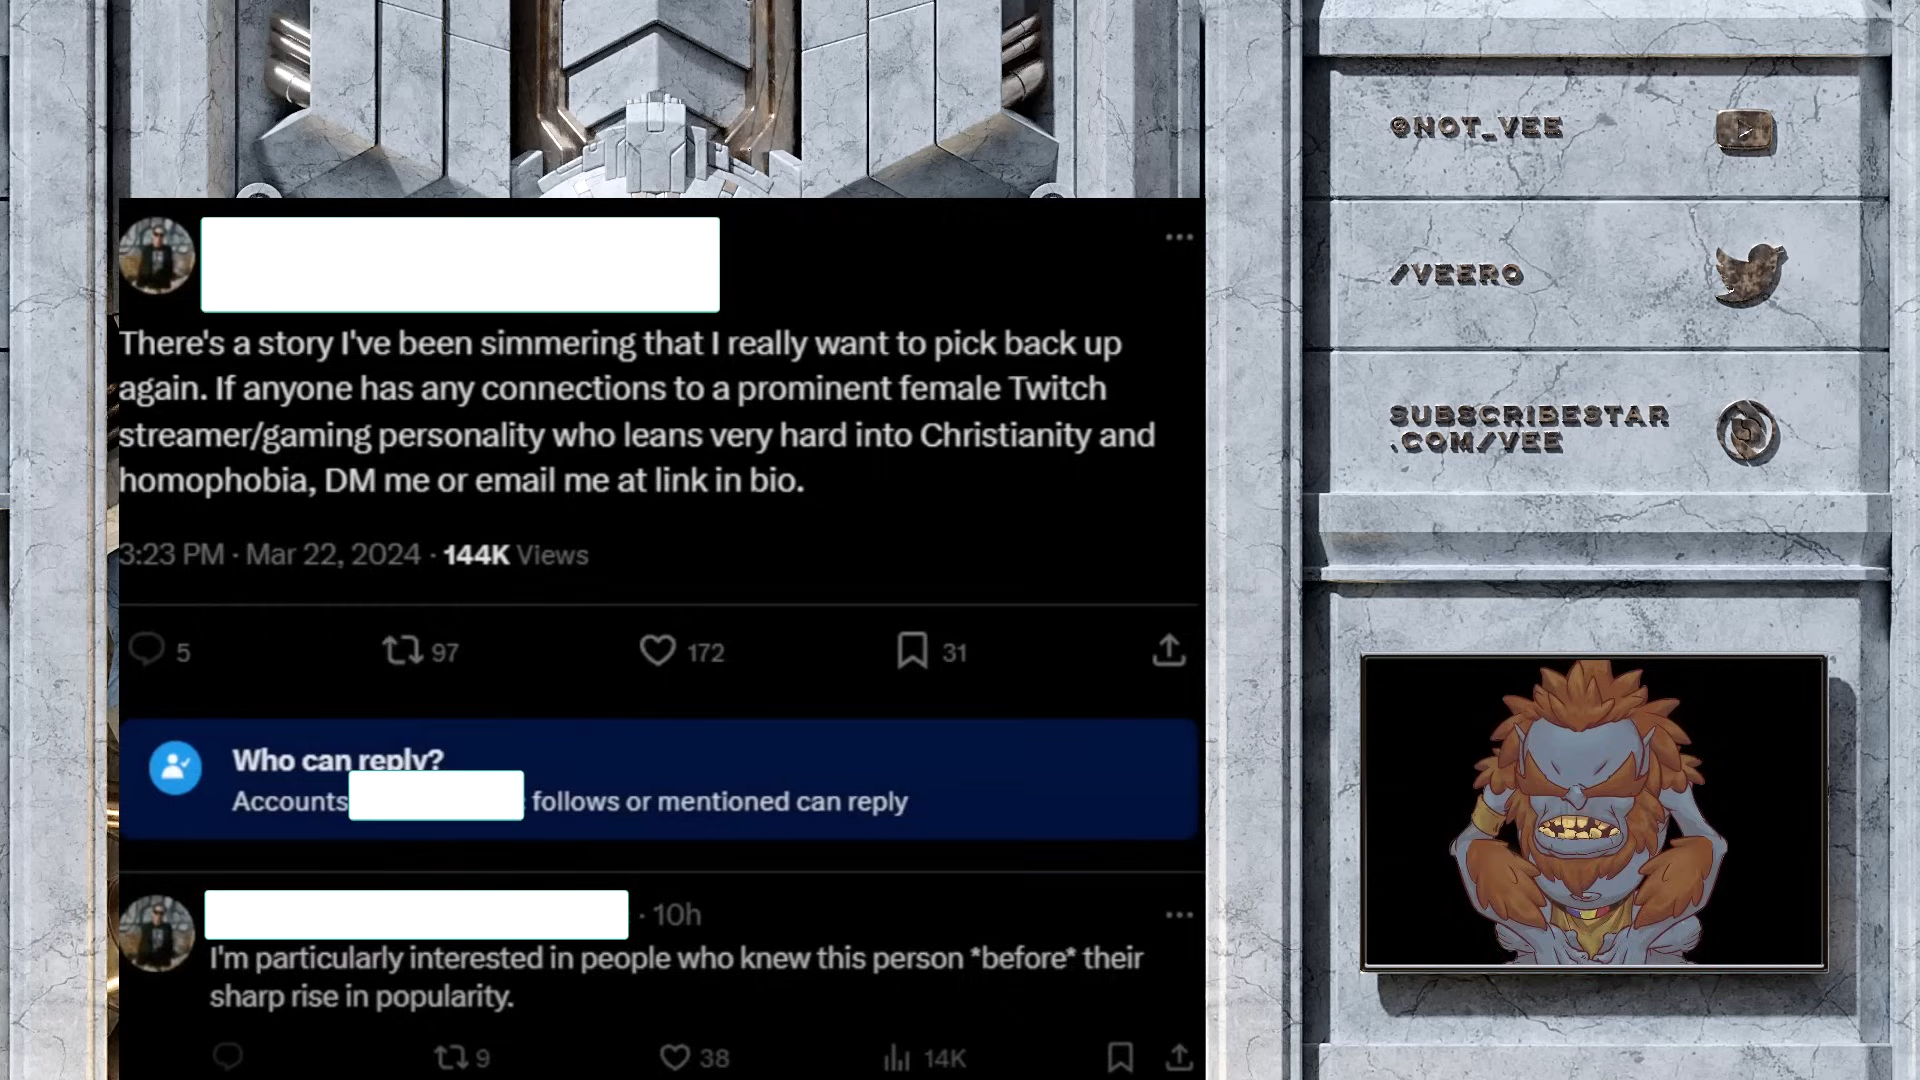 @NOT_VEE
/VEERO
SUBSCRIBESTAR
.COM/VEE
There's a story I've been simmering that I really want to pick back up
again. If anyone has any connections to a prominent female Twitch
streamer/gaming personality who leans very hard into Christianity and
homophobia, DM me or email me at link in bio.
3:23 PM · Mar 22, 2024 · 144K Views
5 97 172 31
Who can reply?
Accounts follows or mentioned can reply
· 10h
I'm particularly interested in people who knew this person *before* their
sharp rise in popularity.
9 38 14K